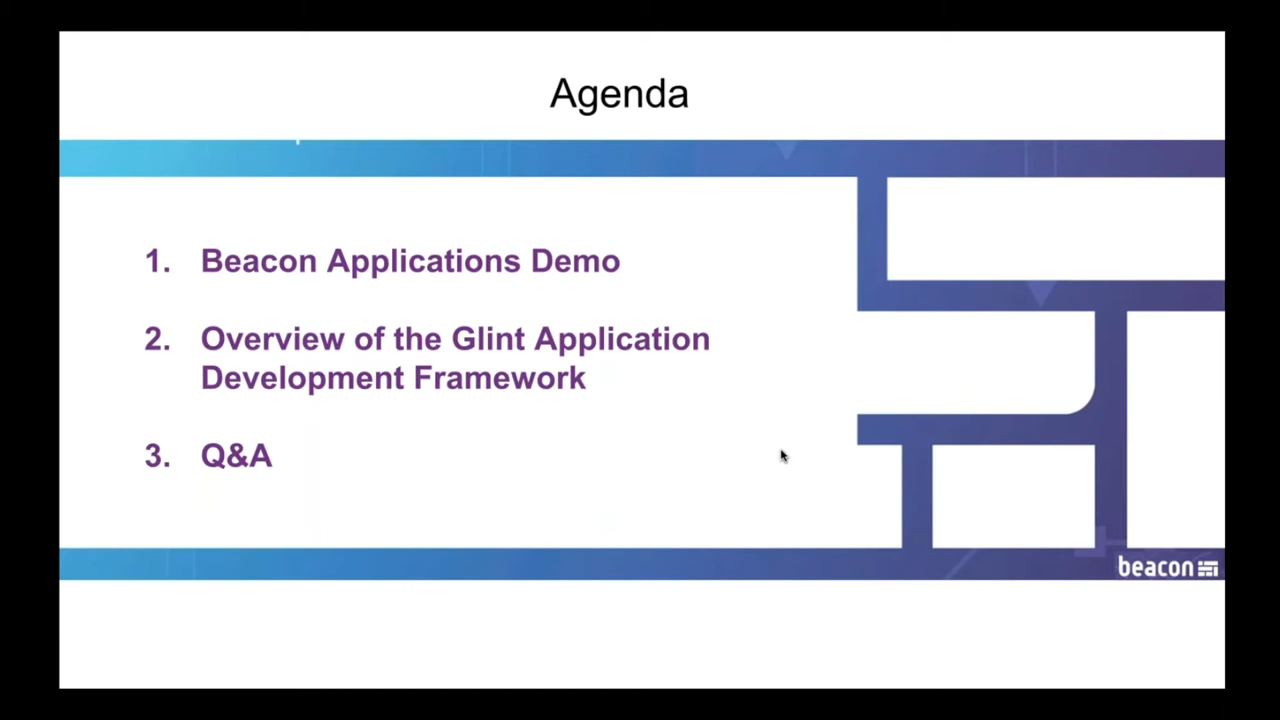 Agenda
1. Beacon Applications Demo
2. Overview of the Glint Application
Development Framework
3. Q&A
beacon